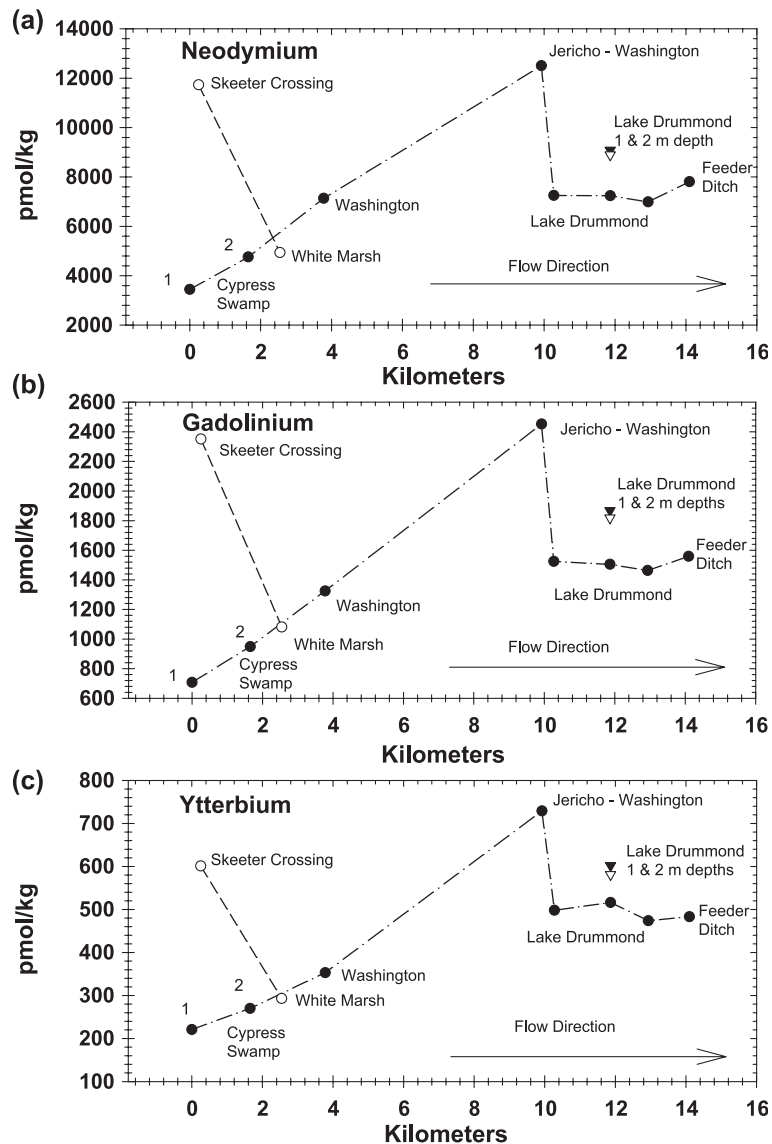 (a)
14000
12000
10000
8000
6000
4000
2000
pmol/kg
Neodymium
Skeeter Crossing
Jericho - Washington
Lake Drummond
1 & 2 m depth
Feeder
Ditch
Washington
Lake Drummond
2
White Marsh
1
Cypress
Swamp
Flow Direction
0 2 4 6 8 10 12 14 16
Kilometers
(b)
2600
2400
2200
2000
1800
1600
1400
1200
1000
800
600
pmol/kg
Gadolinium
Skeeter Crossing
Jericho - Washington
Lake Drummond
1 & 2 m depths
Feeder
Ditch
Lake Drummond
Washington
2
White Marsh
1
Cypress
Swamp
Flow Direction
0 2 4 6 8 10 12 14 16
Kilometers
(c)
800
700
600
500
400
300
200
100
pmol/kg
Ytterbium
Jericho - Washington
Skeeter Crossing
Lake Drummond
1 & 2 m depths
Feeder
Ditch
Lake Drummond
Washington
2
1
White Marsh
Cypress
Swamp
Flow Direction
0 2 4 6 8 10 12 14 16
Kilometers